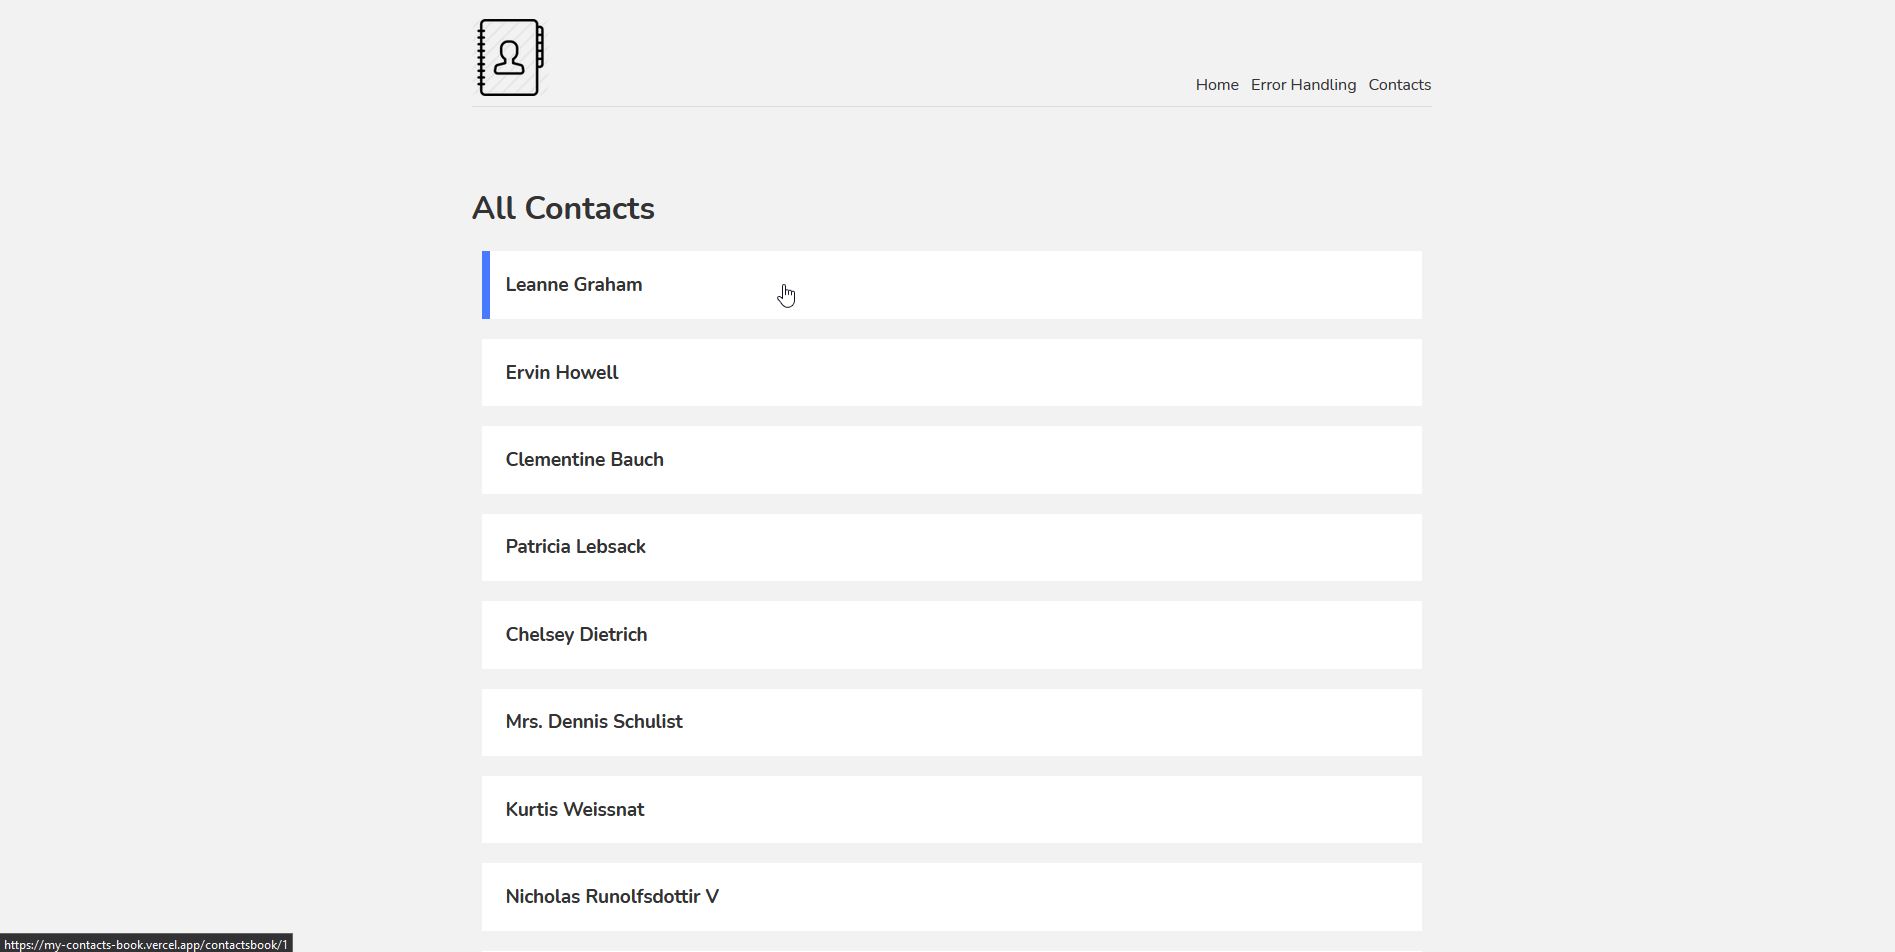 Home Error Handling Contacts
All Contacts
Leanne Graham
Ervin Howell
Clementine Bauch
Patricia Lebsack
Chelsey Dietrich
Mrs. Dennis Schulist
Kurtis Weissnat
Nicholas Runolfsdottir V
https://my-contacts-book.vercel.app/contactsbook/1